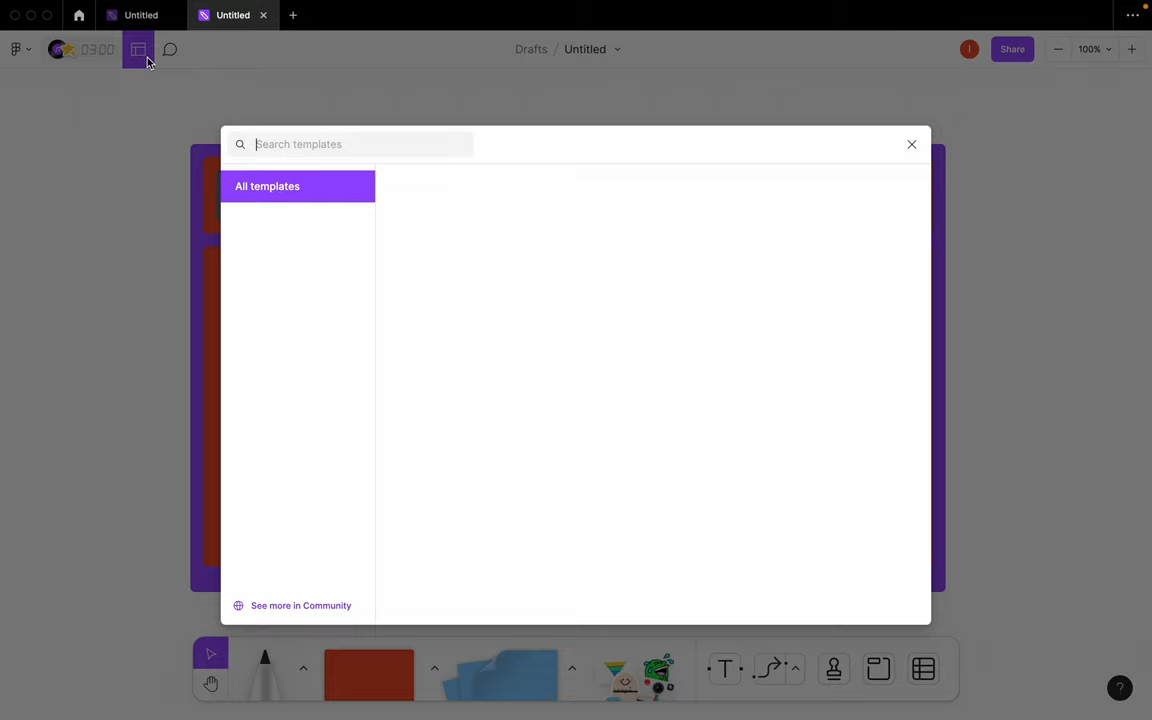 Untitled
Untitled
03:00
Drafts / Untitled
I
Share
100%
Search templates
All templates
See more in Community
T
?